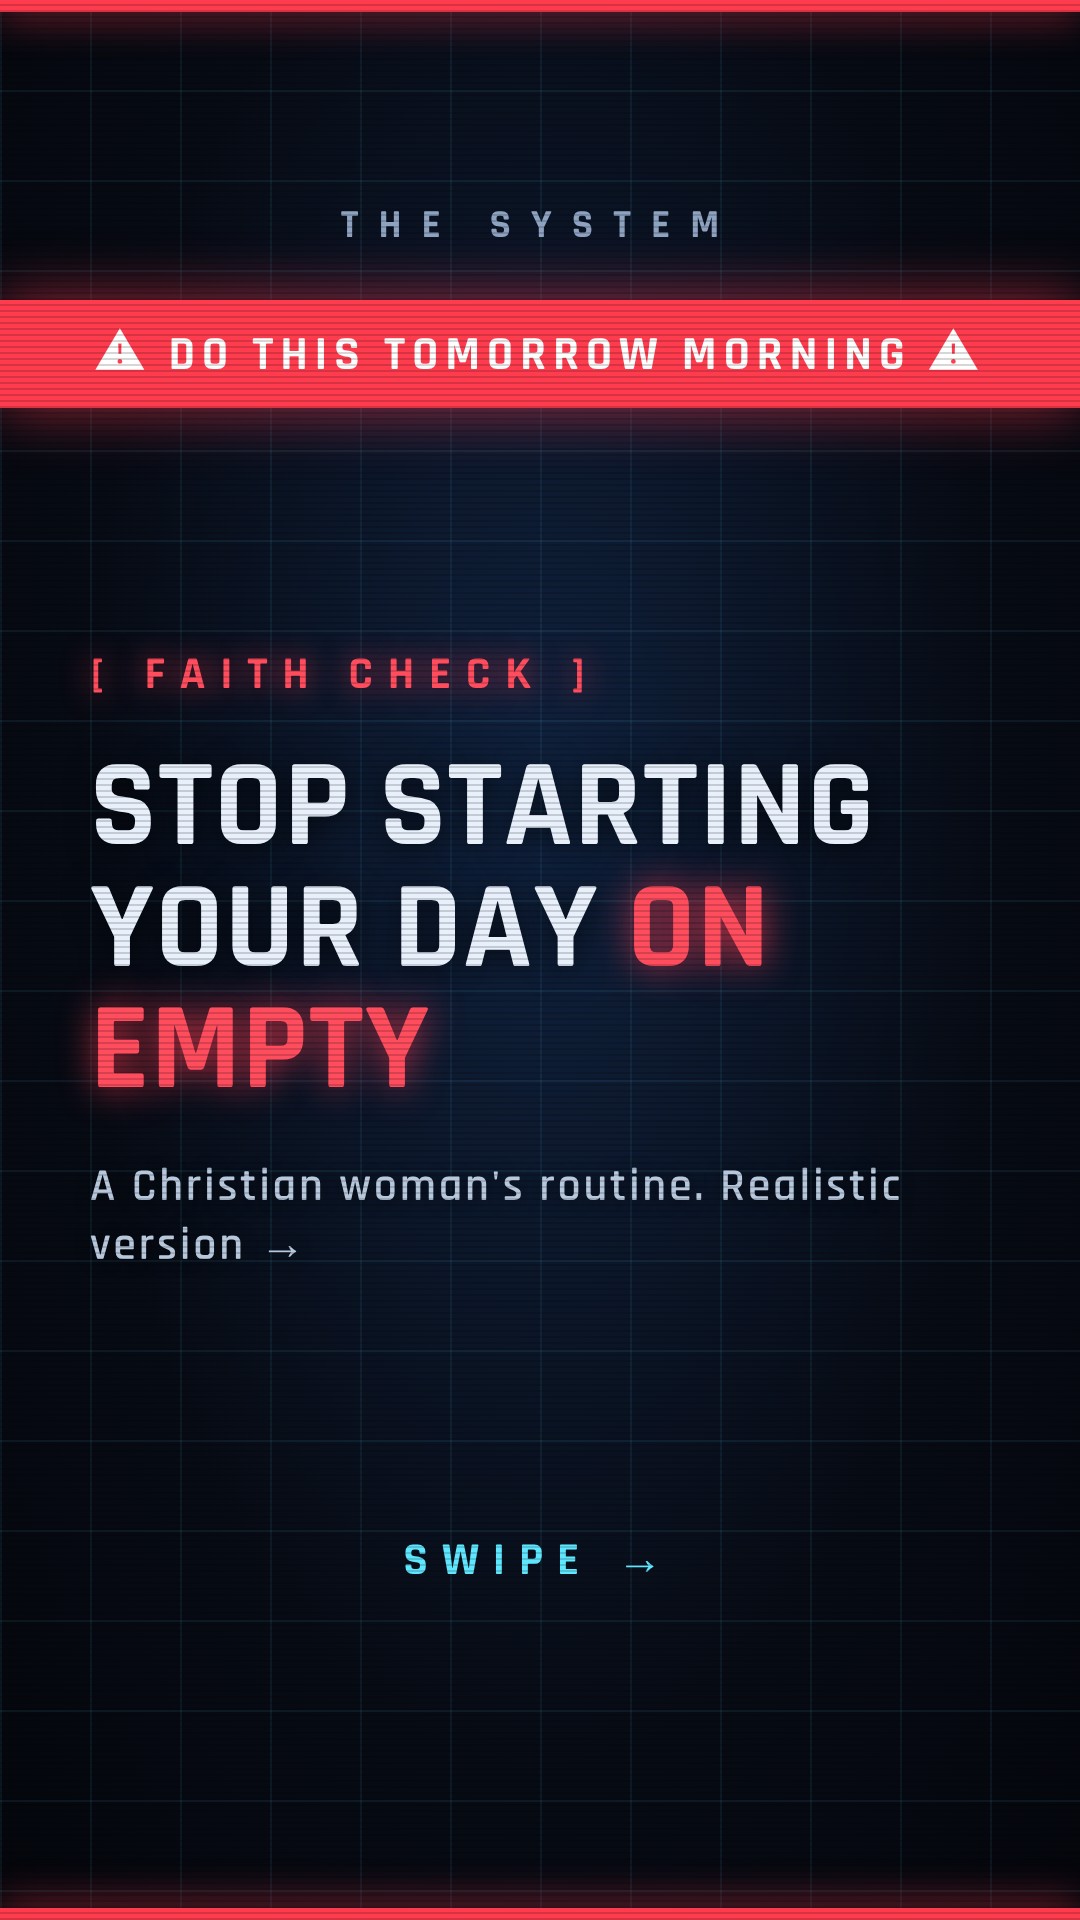 THE SYSTEM
⚠ DO THIS TOMORROW MORNING ⚠
[ FAITH CHECK ]
STOP STARTING
YOUR DAY ON
EMPTY
A Christian woman's routine. Realistic
version →
SWIPE →